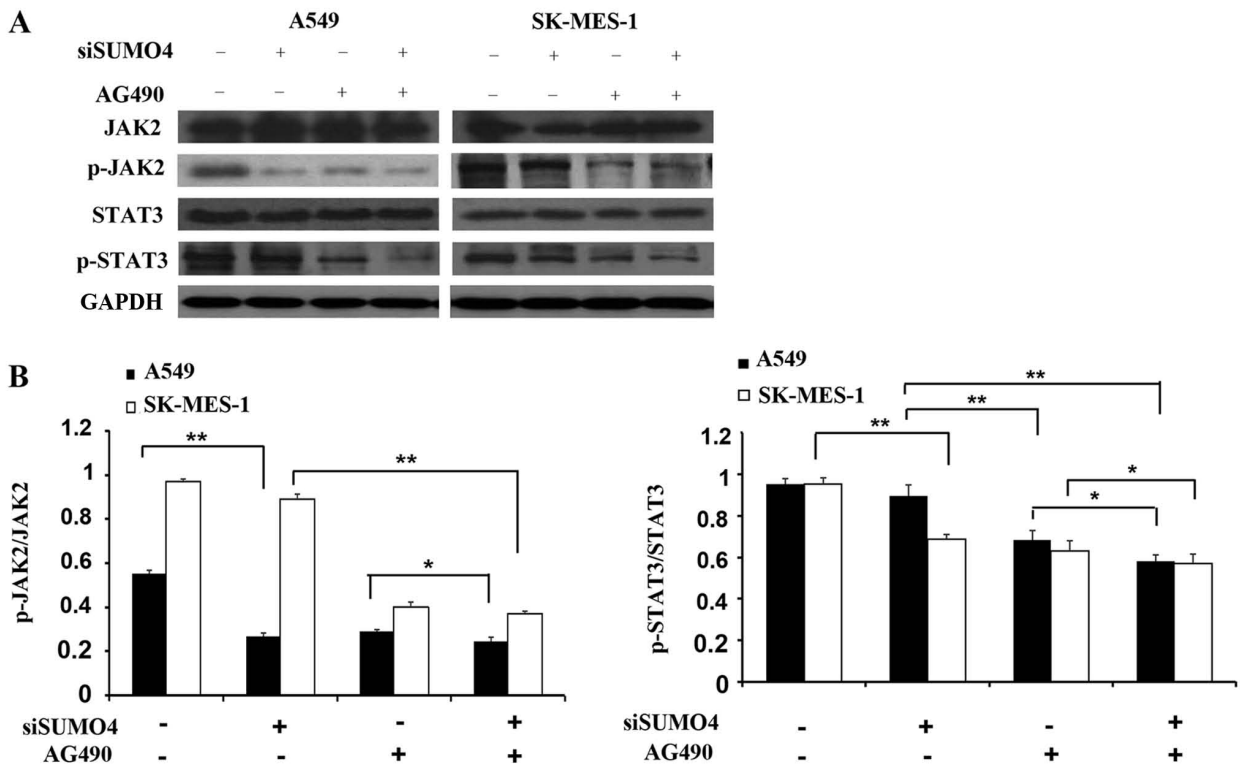 A
A549
SK-MES-1
siSUMO4 – + – + – + – +
AG490 – – + + – – + +
JAK2
p-JAK2
STAT3
p-STAT3
GAPDH
B
A549
SK-MES-1
p-JAK2/JAK2
1.2
1
0.8
0.6
0.4
0.2
0
**
**
*
siSUMO4 - + - +
AG490 - - + +
A549
SK-MES-1
p-STAT3/STAT3
1.2
1
0.8
0.6
0.4
0.2
0
**
**
**
*
*
siSUMO4 - + - +
AG490 - - + +